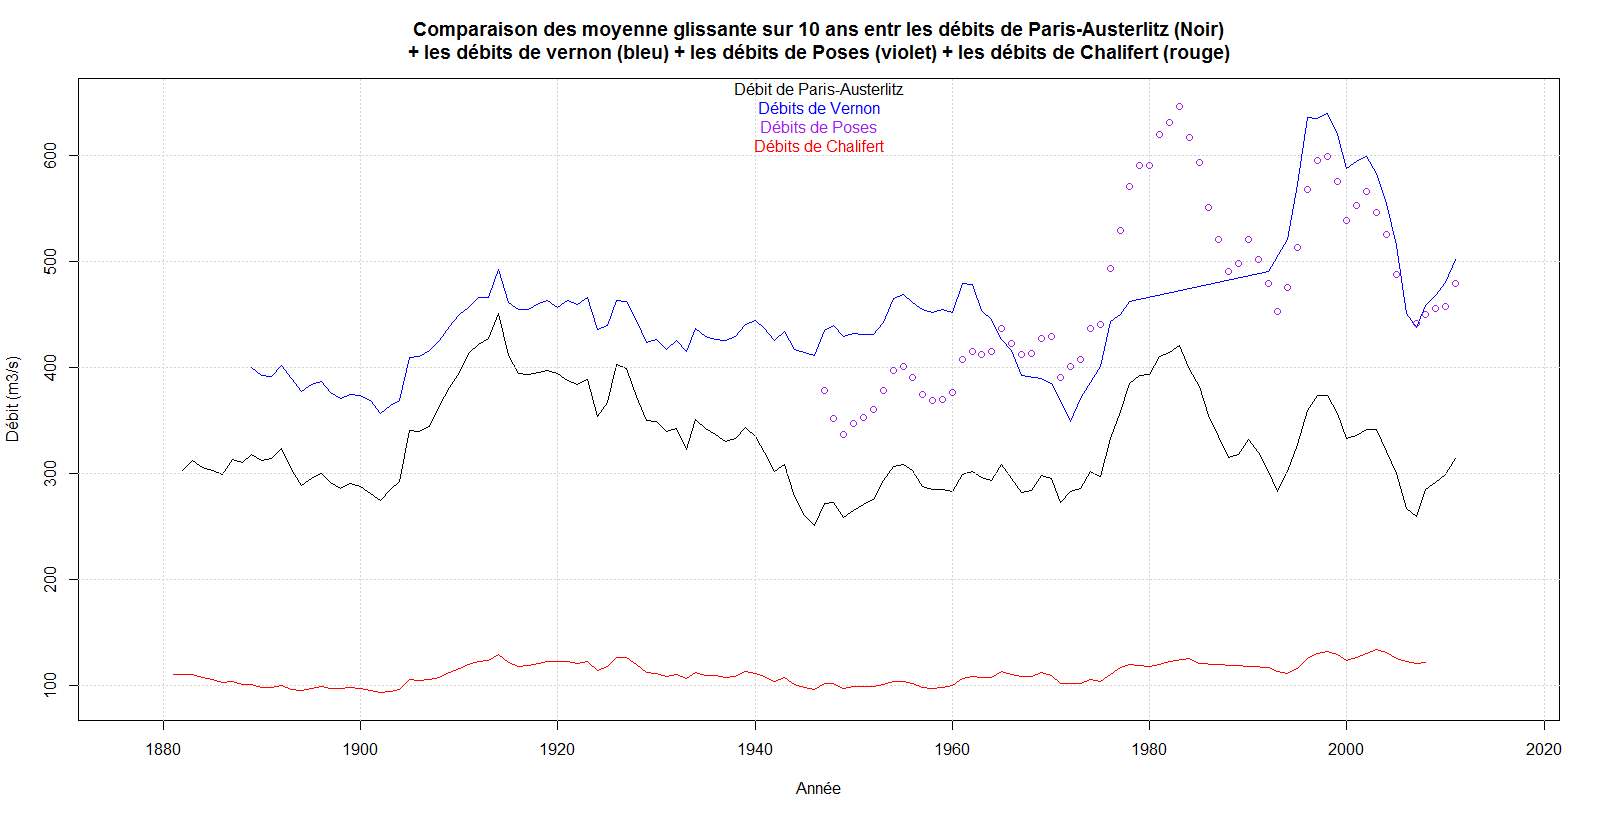 Comparaison des moyenne glissante sur 10 ans entr les débits de Paris-Austerlitz (Noir)
+ les débits de vernon (bleu) + les débits de Poses (violet) + les débits de Chalifert (rouge)
Débit de Paris-Austerlitz
Débits de Vernon
Débits de Poses
Débits de Chalifert
Débit (m3/s)
600
500
400
300
200
100
1880 1900 1920 1940 1960 1980 2000 2020
Année